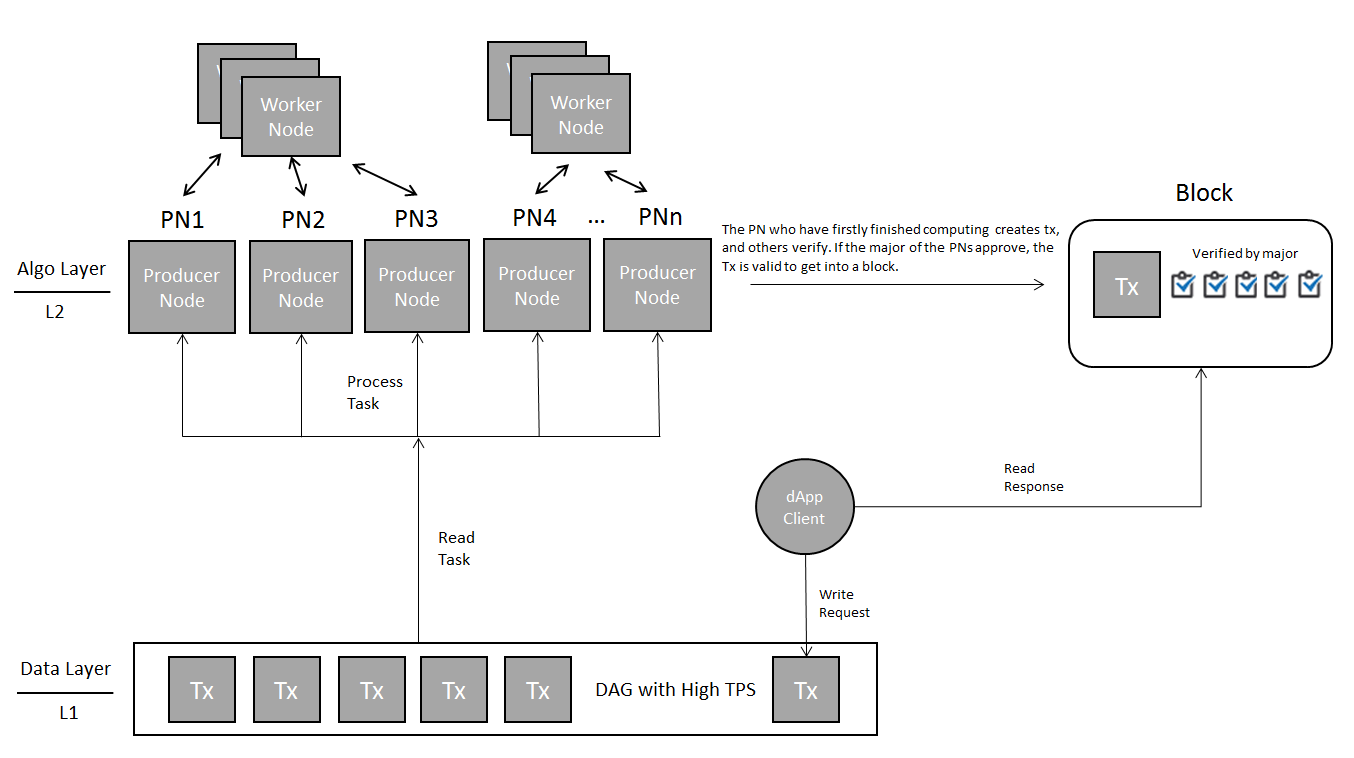 Worker
Node
Worker
Node
PN1
PN2
PN3
PN4
...
PNn
Block
Algo Layer
L2
Producer
Node
Producer
Node
Producer
Node
Producer
Node
Producer
Node
The PN who have firstly finished computing creates tx,
and others verify. If the major of the PNs approve, the
Tx is valid to get into a block.
Tx
Verified by major
Process
Task
Read
Task
dApp
Client
Read
Response
Write
Request
Data Layer
L1
Tx
Tx
Tx
Tx
Tx
DAG with High TPS
Tx